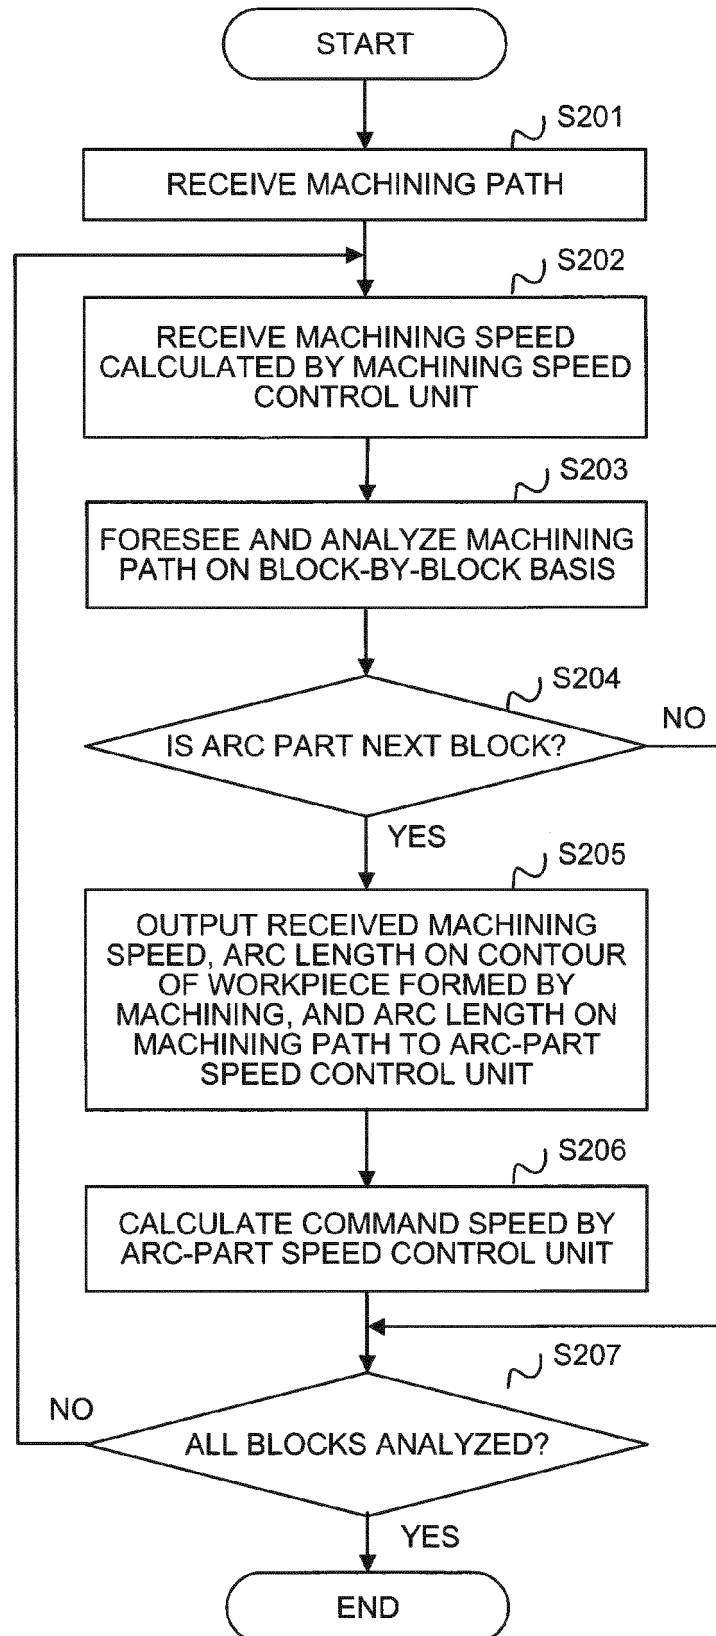 START
S201
RECEIVE MACHINING PATH
S202
RECEIVE MACHINING SPEED
CALCULATED BY MACHINING SPEED
CONTROL UNIT
S203
FORESEE AND ANALYZE MACHINING
PATH ON BLOCK-BY-BLOCK BASIS
S204
IS ARC PART NEXT BLOCK?
NO
YES
S205
OUTPUT RECEIVED MACHINING
SPEED, ARC LENGTH ON CONTOUR
OF WORKPIECE FORMED BY
MACHINING, AND ARC LENGTH ON
MACHINING PATH TO ARC-PART
SPEED CONTROL UNIT
S206
CALCULATE COMMAND SPEED BY
ARC-PART SPEED CONTROL UNIT
S207
NO
ALL BLOCKS ANALYZED?
YES
END